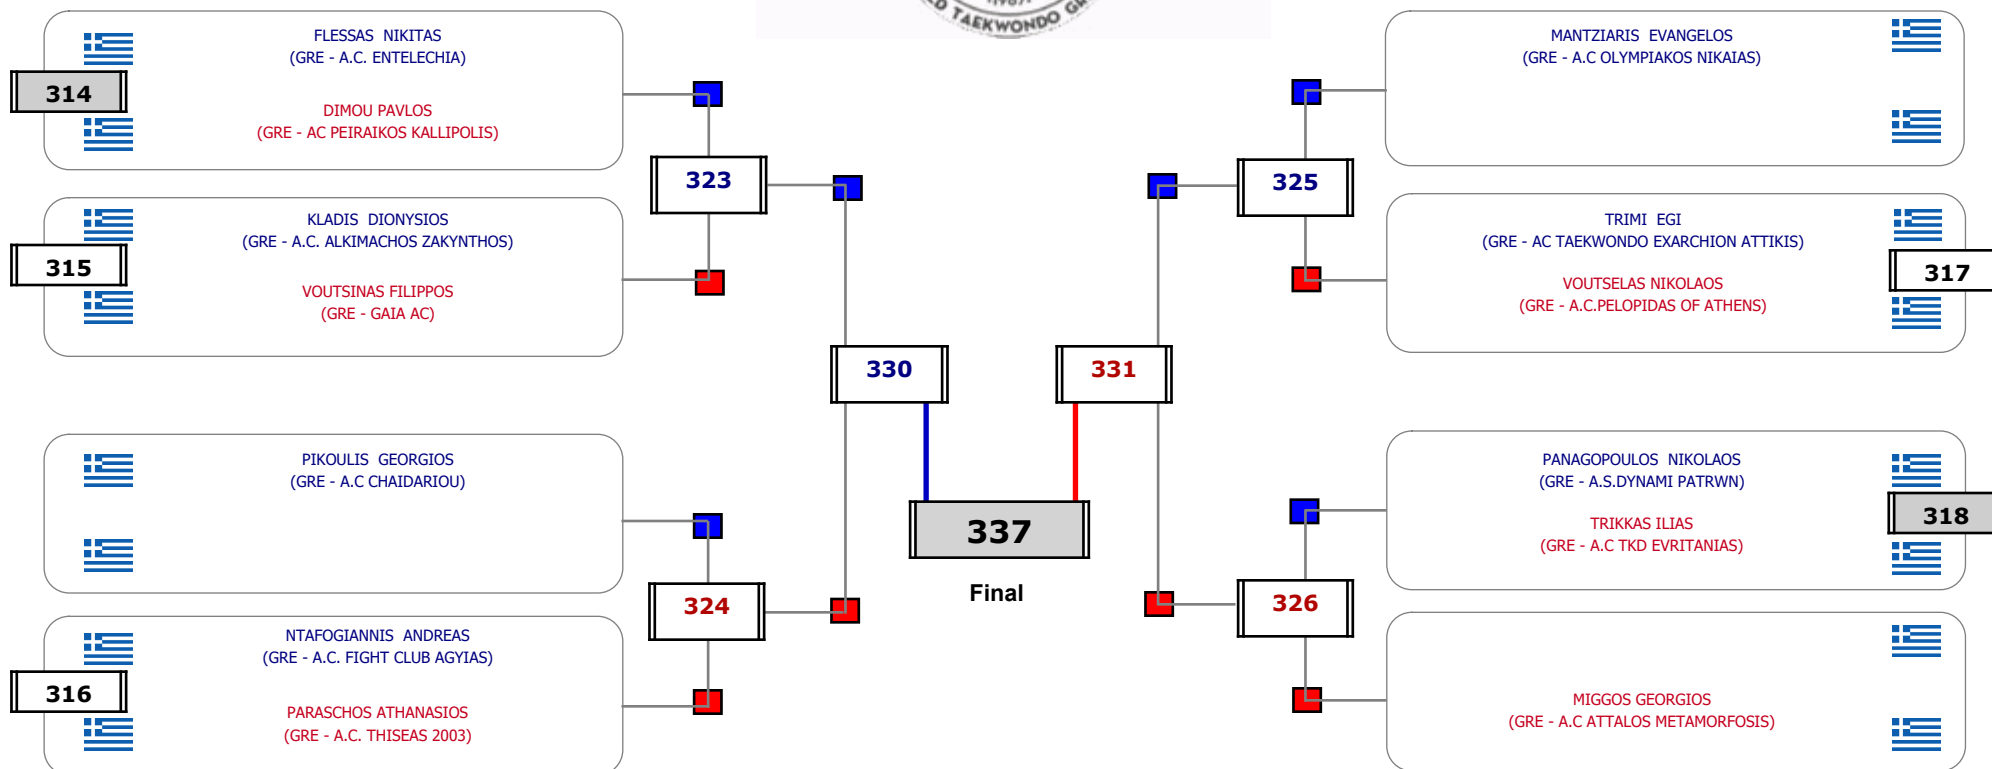 TAEKWONDO
FLESSAS NIKITAS
(GRE - A.C. ENTELECHIA)
314
DIMOU PAVLOS
(GRE - AC PEIRAIKOS KALLIPOLIS)
323
KLADIS DIONYSIOS
(GRE - A.C. ALKIMACHOS ZAKYNTHOS)
315
VOUTSINAS FILIPPOS
(GRE - GAIA AC)
330
PIKOULIS GEORGIOS
(GRE - A.C CHAIDARIOU)
324
NTAFOGIANNIS ANDREAS
(GRE - A.C. FIGHT CLUB AGYIAS)
316
PARASCHOS ATHANASIOS
(GRE - A.C. THISEAS 2003)
337
Final
MANTZIARIS EVANGELOS
(GRE - A.C OLYMPIAKOS NIKAIAS)
325
TRIMI EGI
(GRE - AC TAEKWONDO EXARCHION ATTIKIS)
317
VOUTSELAS NIKOLAOS
(GRE - A.C.PELOPIDAS OF ATHENS)
331
PANAGOPOULOS NIKOLAOS
(GRE - A.S.DYNAMI PATRWN)
318
TRIKKAS ILIAS
(GRE - A.C TKD EVRITANIAS)
326
MIGGOS GEORGIOS
(GRE - A.C ATTALOS METAMORFOSIS)